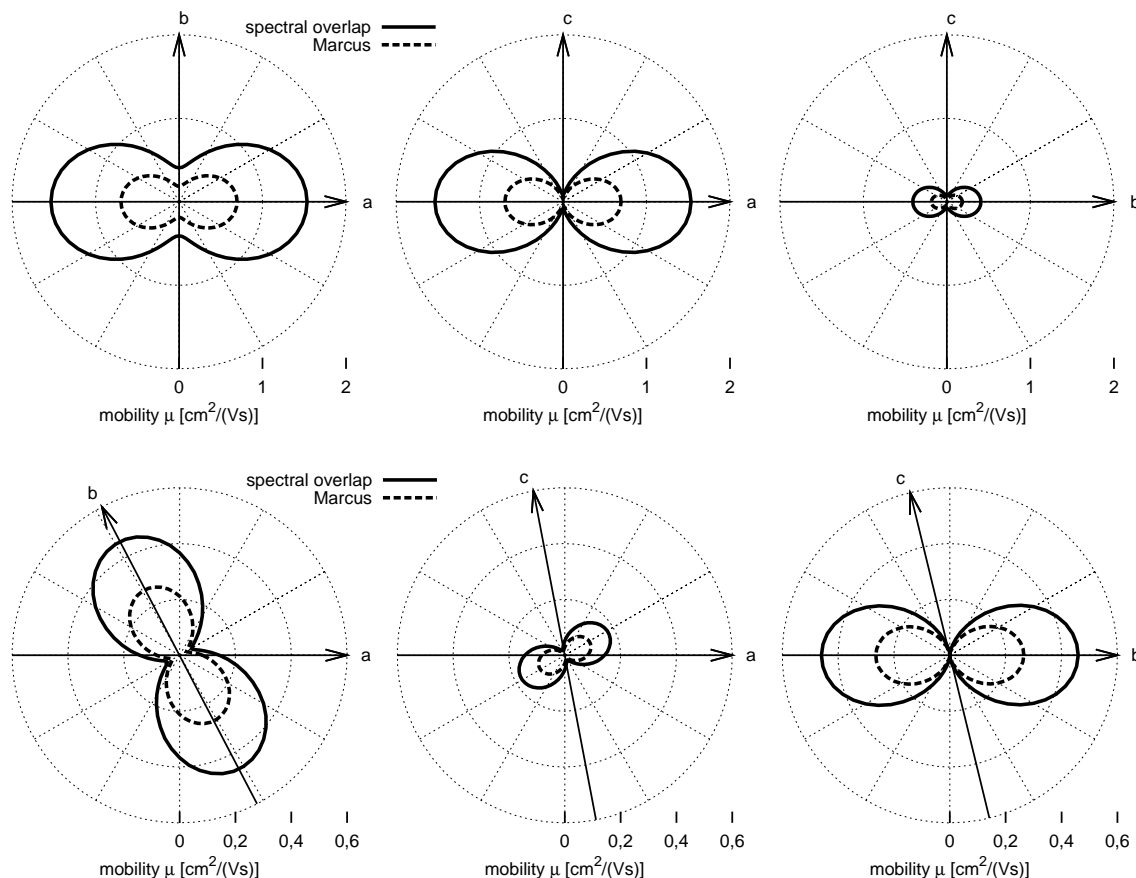 b c c
spectral overlap
Marcus
a a b
0 1 2 0 1 2 0 1 2
mobility μ [cm²/(Vs)] mobility μ [cm²/(Vs)] mobility μ [cm²/(Vs)]
b c c
spectral overlap
Marcus
a a b
0 0,2 0,4 0,6 0 0,2 0,4 0,6 0 0,2 0,4 0,6
mobility μ [cm²/(Vs)] mobility μ [cm²/(Vs)] mobility μ [cm²/(Vs)]